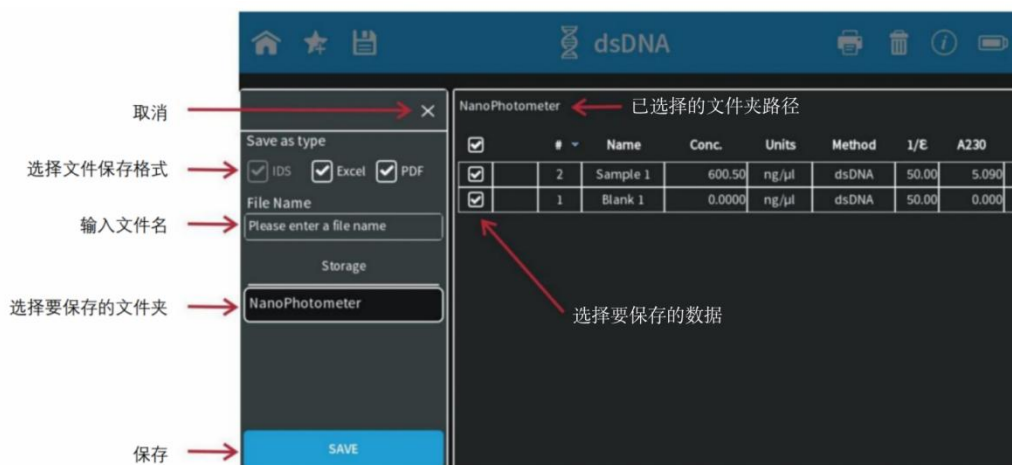 dsDNA
取消
NanoPhotometer
已选择的文件夹路径
Save as type
选择文件保存格式
IDS Excel PDF
输入文件名
File Name
Please enter a file name
Storage
选择要保存的文件夹
NanoPhotometer
保存
SAVE
# Name Conc. Units Method 1/ε A230
2 Sample 1 600.50 ng/μl dsDNA 50.00 5.090
1 Blank 1 0.0000 ng/μl dsDNA 50.00 0.000
选择要保存的数据